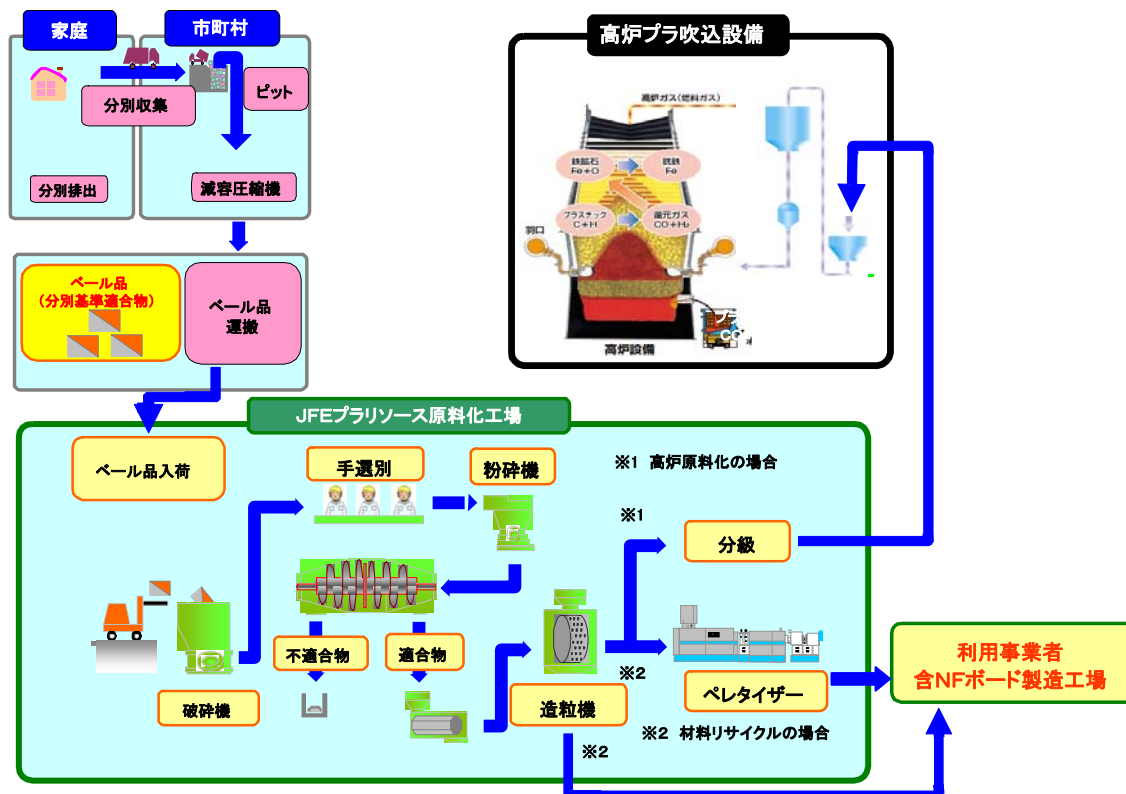 家庭
市町村
分別収集
ピット
分別排出
減容圧縮機
ベール品
(分別基準適合物)
ベール品
運搬
高炉プラ吹込設備
高炉ガス(燃料ガス)
鉄鉱石
Fe+O
銑鉄
Fe
プラスチック
C+H
還元ガス
CO+H₂
羽口
高炉設備
JFEプラリソース原料化工場
ベール品入荷
手選別
粉砕機
※1 高炉原料化の場合
※1
分級
不適合物
適合物
破砕機
造粒機
※2
ペレタイザー
※2 材料リサイクルの場合
※2
利用事業者
含NFボード製造工場